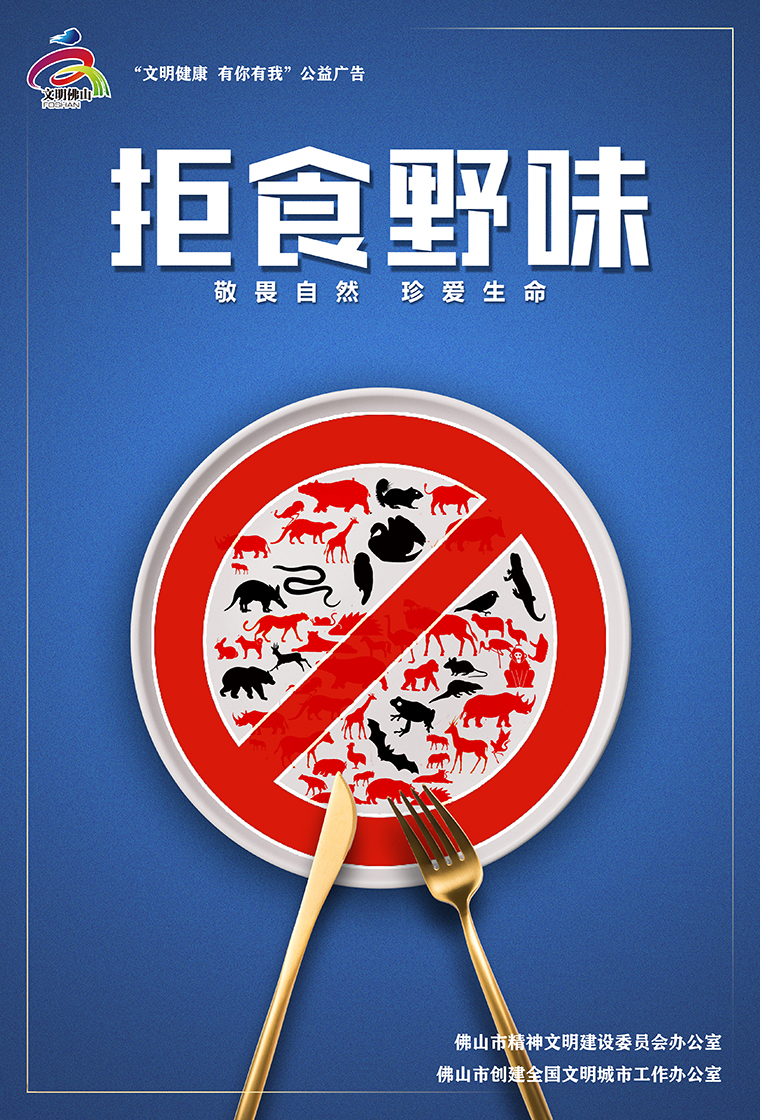 文明佛山
FOSHAN
“文明健康 有你有我”公益广告
拒食野味
敬畏自然 珍爱生命
佛山市精神文明建设委员会办公室
佛山市创建全国文明城市工作办公室